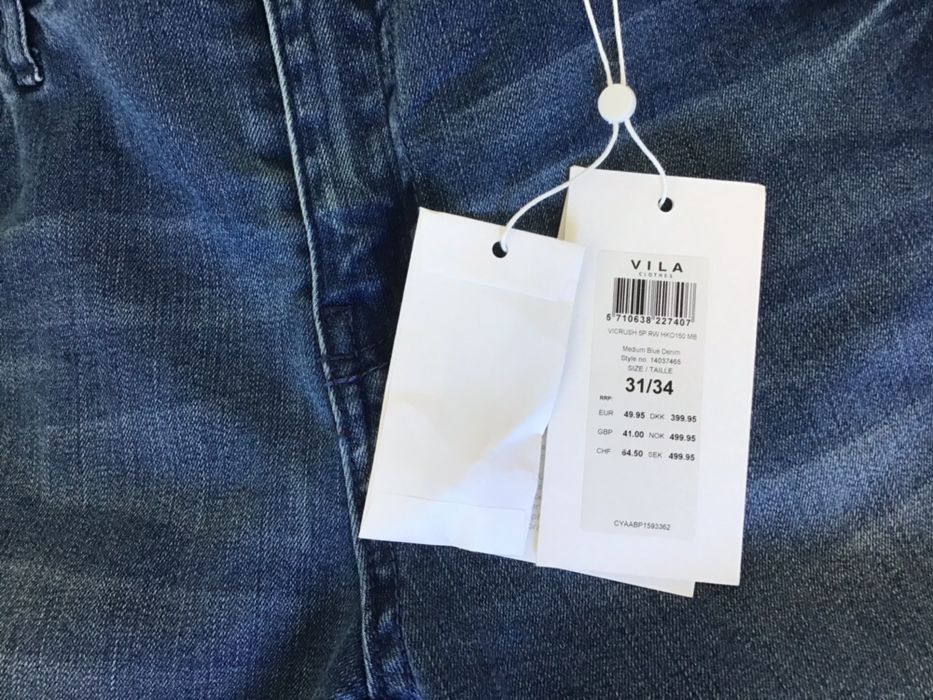 VILA
CLOTHES
5 710638 227407
VICRUSH 5P RW HKD150 MB
Medium Blue Denim
Style no. 14037465
SIZE / TAILLE
31/34
RRP:
EUR 49.95 DKK 399.95
GBP 41.00 NOK 499.95
CHF 64.50 SEK 499.95
CYAABP1593362